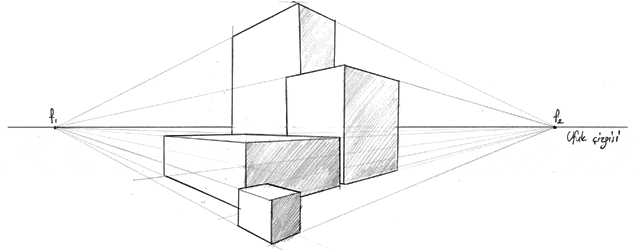 f₁
f₂
Ufuk çizgisi